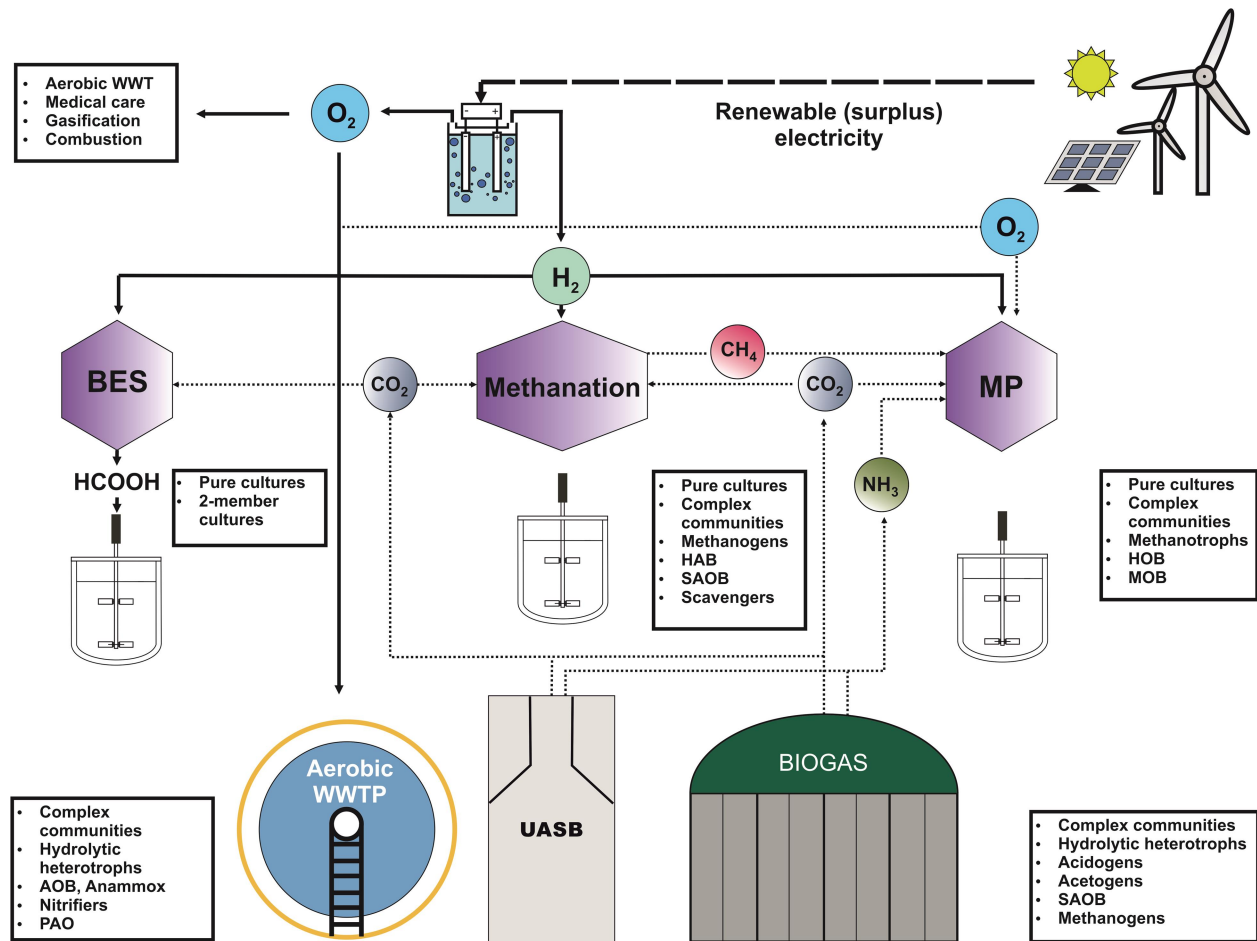 • Aerobic WWT
• Medical care
• Gasification
• Combustion
O₂
- +
- +
Renewable (surplus)
electricity
O₂
H₂
BES
CO₂
Methanation
CH₄
CO₂
MP
NH₃
HCOOH
• Pure cultures
• 2-member
cultures
• Pure cultures
• Complex
communities
• Methanogens
• HAB
• SAOB
• Scavengers
• Pure cultures
• Complex
communities
• Methanotrophs
• HOB
• MOB
Aerobic
WWTP
UASB
BIOGAS
• Complex
communities
• Hydrolytic
heterotrophs
• AOB, Anammox
• Nitrifiers
• PAO
• Complex communities
• Hydrolytic heterotrophs
• Acidogens
• Acetogens
• SAOB
• Methanogens